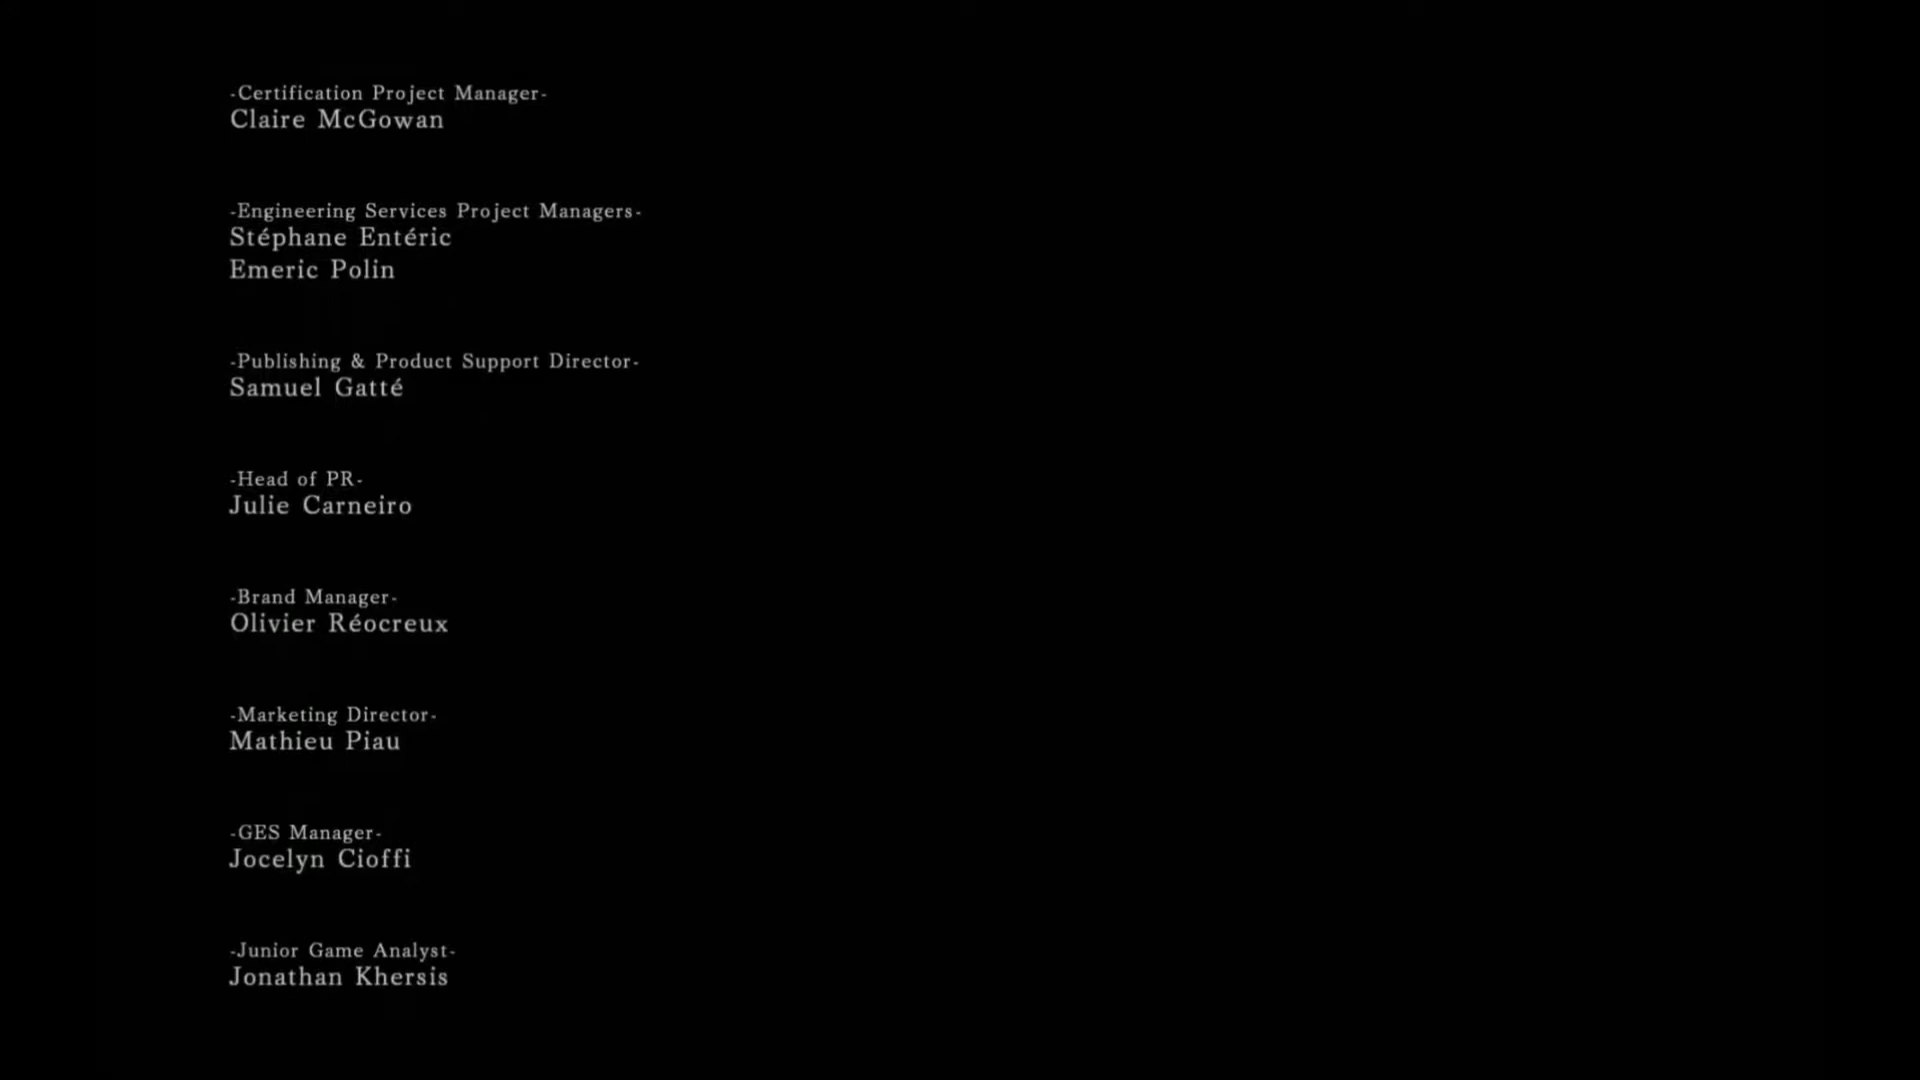 -Certification Project Manager-
Claire McGowan
-Engineering Services Project Managers-
Stéphane Entéric
Emeric Polin
-Publishing & Product Support Director-
Samuel Gatté
-Head of PR-
Julie Carneiro
-Brand Manager-
Olivier Réocreux
-Marketing Director-
Mathieu Piau
-GES Manager-
Jocelyn Cioffi
-Junior Game Analyst-
Jonathan Khersis